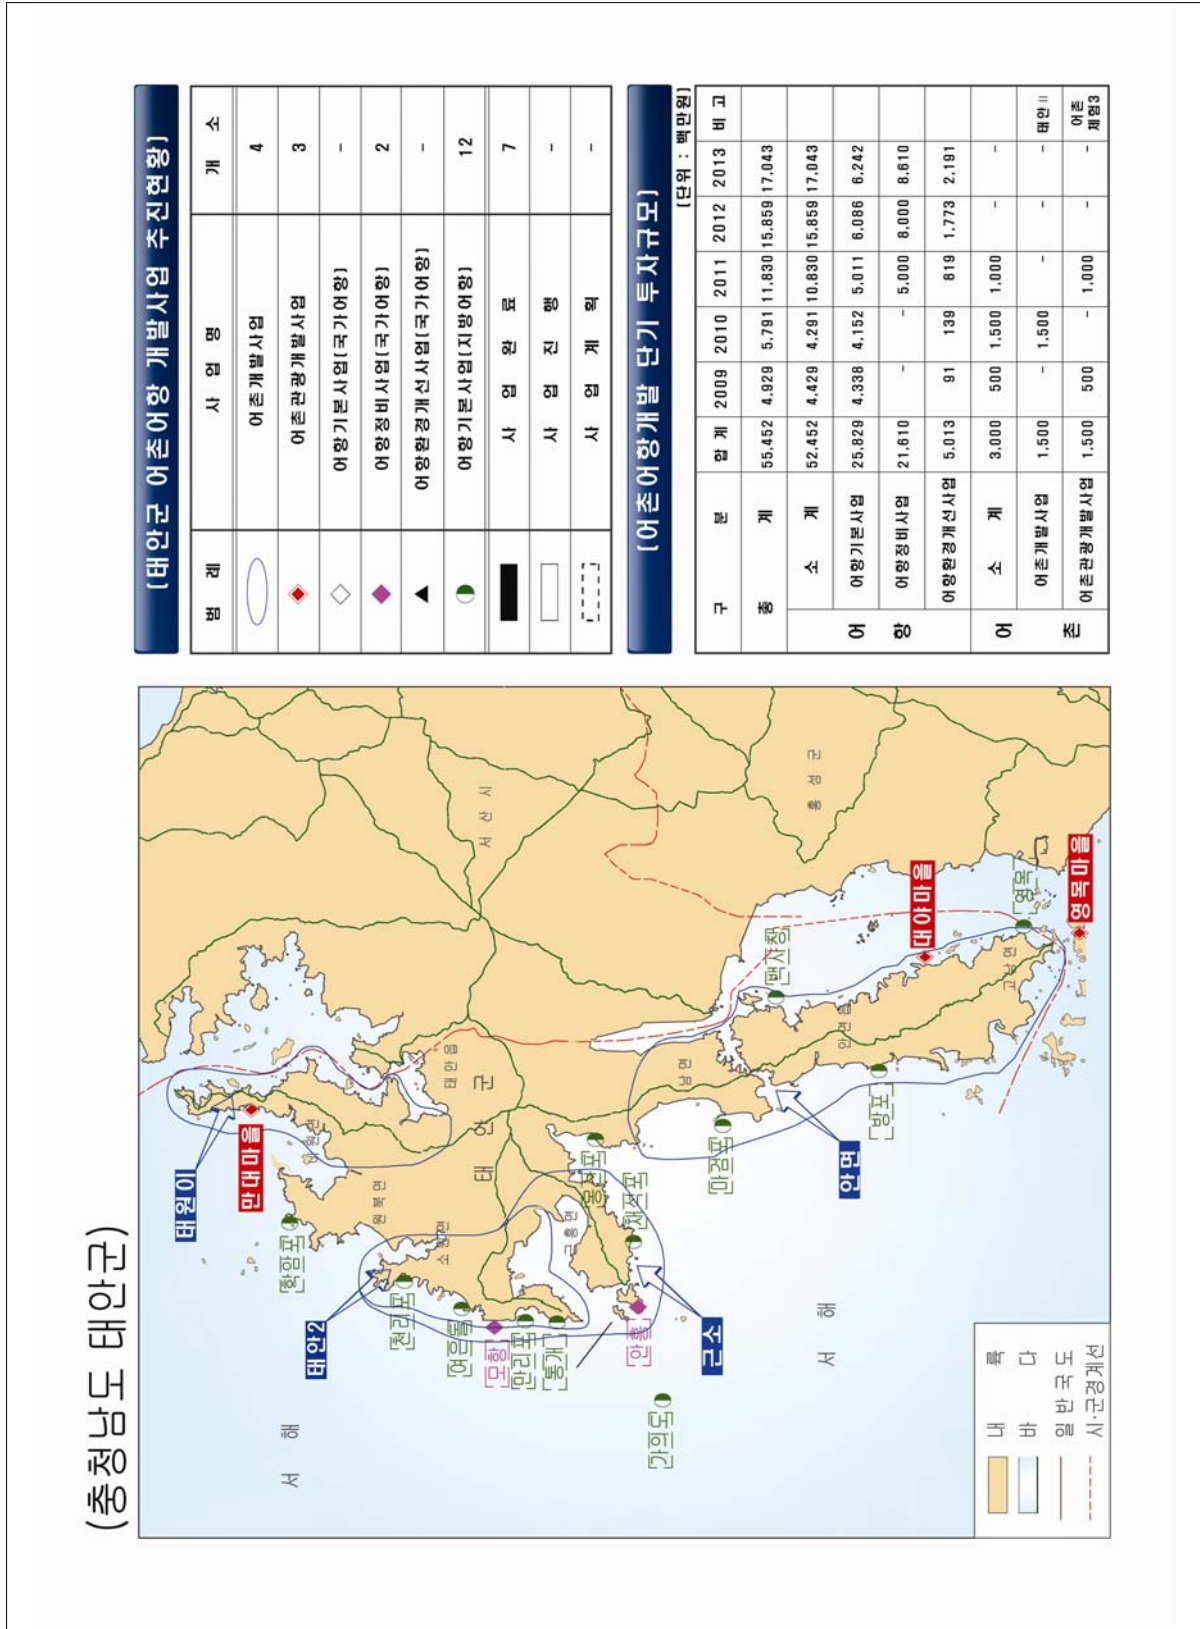 (충청남도 태안군)
서 해
서 해
태원이
만대마을
학암포
이원면
원북면
태안2
천리포
소원면
어은돌
모항
만리포
통개
태안읍
태 안 군
근흥면
몽산포
채석포
안흥
근소
가의도
남면
마검포
안면
방포
안면읍
백사장
대야마을
고남면
영목
영목마을
서산시
홍성군
내 륙
바 다
일반국도
시·군경계선
(태안군 어촌어항 개발사업 추진현황)
범 례 사 업 명 개 소
어촌개발사업 4
어촌관광개발사업 3
어항기본사업(국가어항) -
어항정비사업(국가어항) 2
어항환경개선사업(국가어항) -
어항기본사업(지방어항) 12
사 업 완 료 7
사 업 진 행 -
사 업 계 획 -
(어촌어항개발 단기 투자규모)
(단위 : 백만원)
구 분 합 계 2009 2010 2011 2012 2013 비 고
총 계 55.452 4.929 5.791 11.830 15.859 17.043
어 항
소 계 52.452 4.429 4.291 10.830 15.859 17.043
어항기본사업 25.829 4.338 4.152 5.011 6.086 6.242
어항정비사업 21.610 - - 5.000 8.000 8.610
어항환경개선사업 5.013 91 139 819 1.773 2.191
어 촌
소 계 3.000 500 1.500 1.000 - -
어촌개발사업 1.500 - 1.500 - - - 태안Ⅱ
어촌관광개발사업 1.500 500 - 1.000 - - 어촌체험3